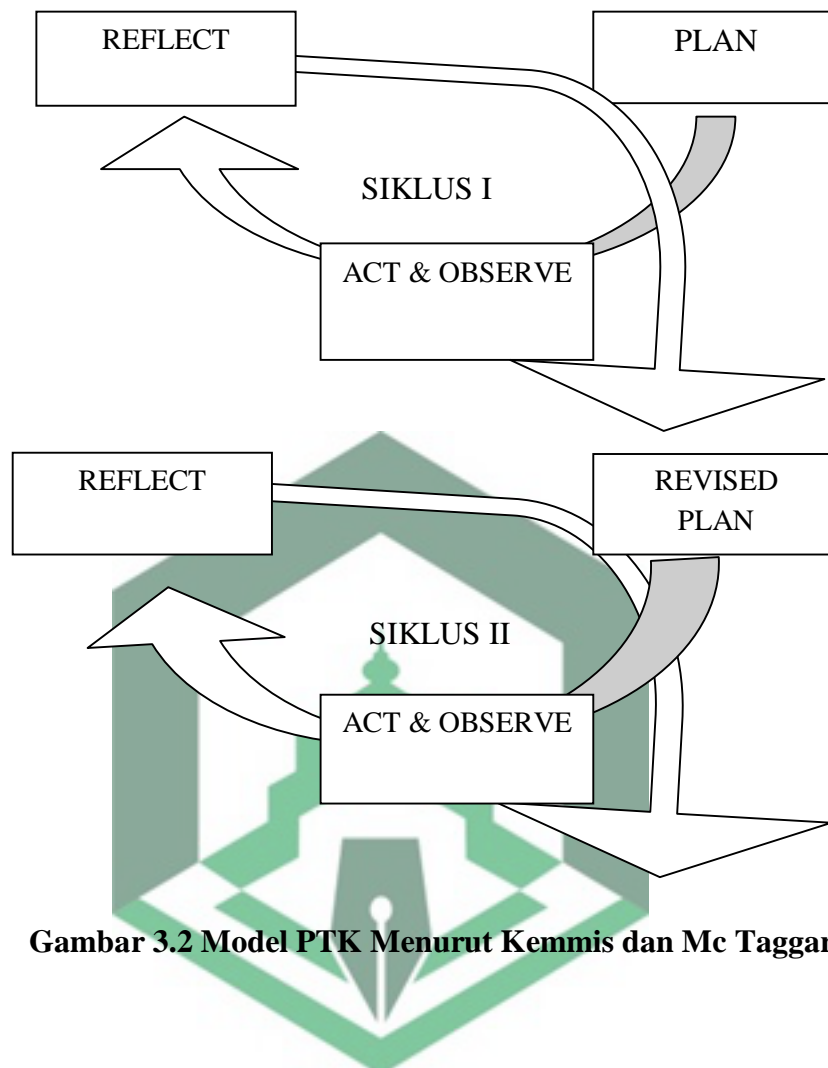 REFLECT
PLAN
SIKLUS I
ACT & OBSERVE
REFLECT
REVISED
PLAN
SIKLUS II
ACT & OBSERVE
Gambar 3.2 Model PTK Menurut Kemmis dan Mc Taggar